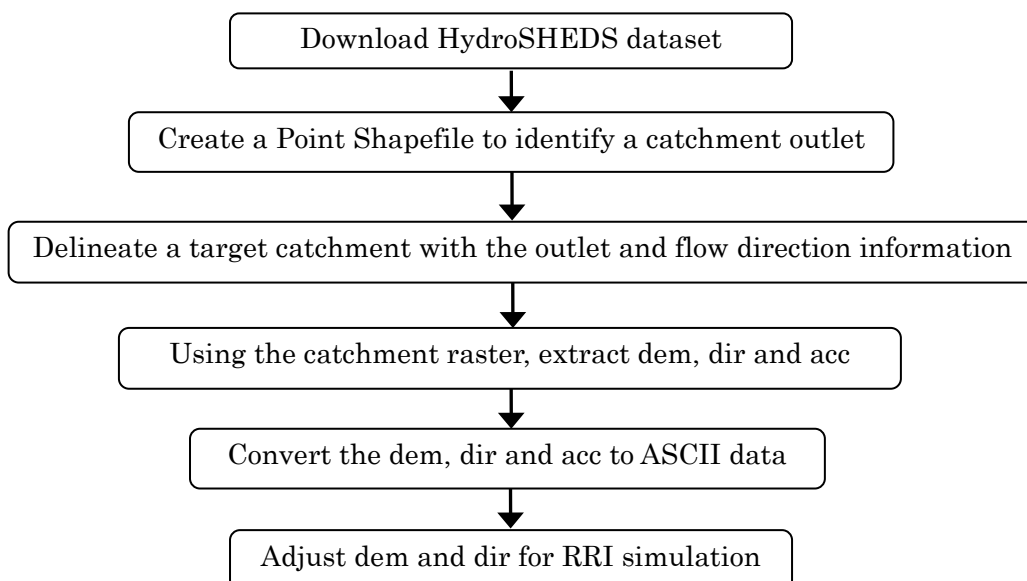 Download HydroSHEDS dataset
Create a Point Shapefile to identify a catchment outlet
Delineate a target catchment with the outlet and flow direction information
Using the catchment raster, extract dem, dir and acc
Convert the dem, dir and acc to ASCII data
Adjust dem and dir for RRI simulation